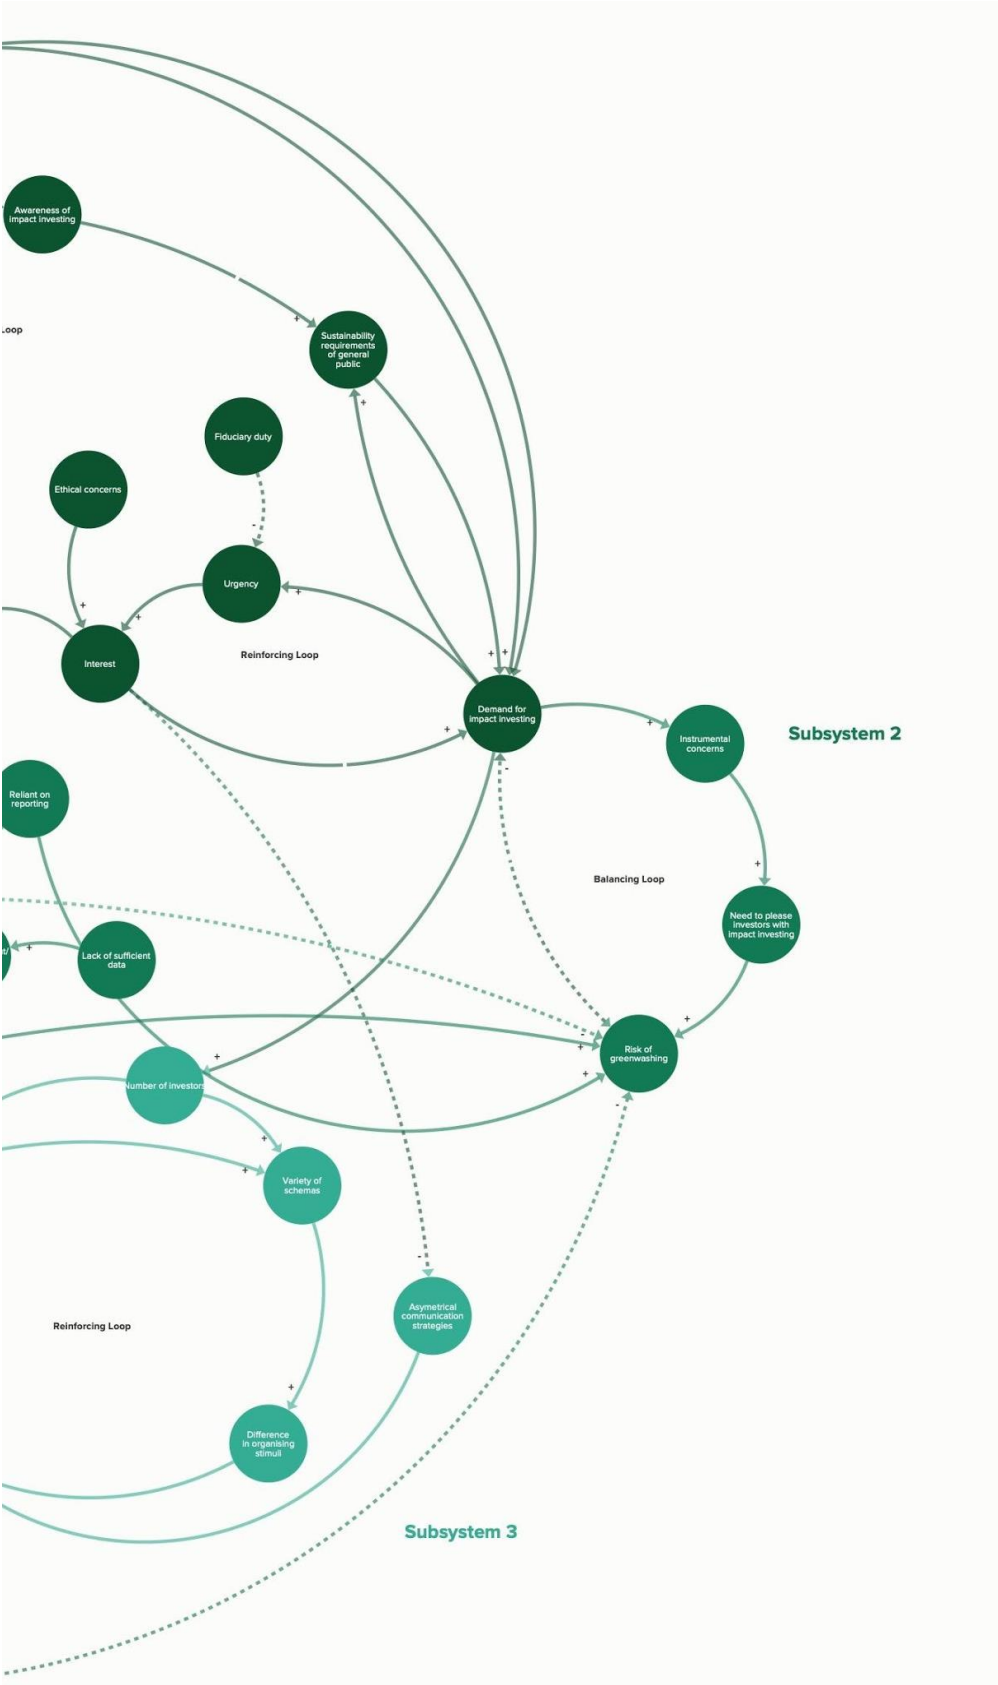 Awareness of
impact investing
Loop
Sustainability
requirements
of general
public
+
+
Fiduciary duty
-
Ethical concerns
+
Urgency
+
+
Reinforcing Loop
Interest
+ +
Demand for
impact investing
+
+
Instrumental
concerns
Subsystem 2
-
Reliant on
reporting
+
Balancing Loop
Need to please
investors with
impact investing
t/
+
Lack of sufficient
data
+
-
+
Risk of
greenwashing
+
+
-
Number of investors
+
+
Variety of
schemas
-
Asymetrical
communication
strategies
Reinforcing Loop
+
Difference
in organising
stimuli
Subsystem 3